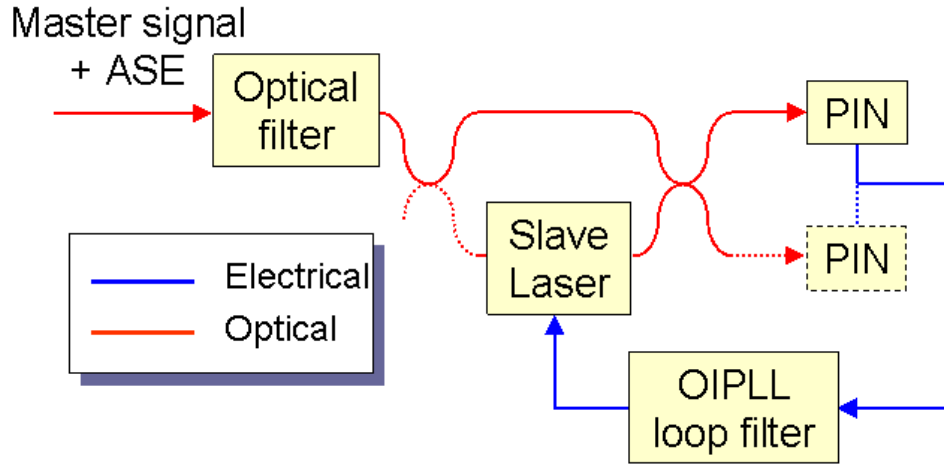 Master signal
+ ASE
Optical
filter
PIN
Slave
Laser
PIN
Electrical
Optical
OIPLL
loop filter